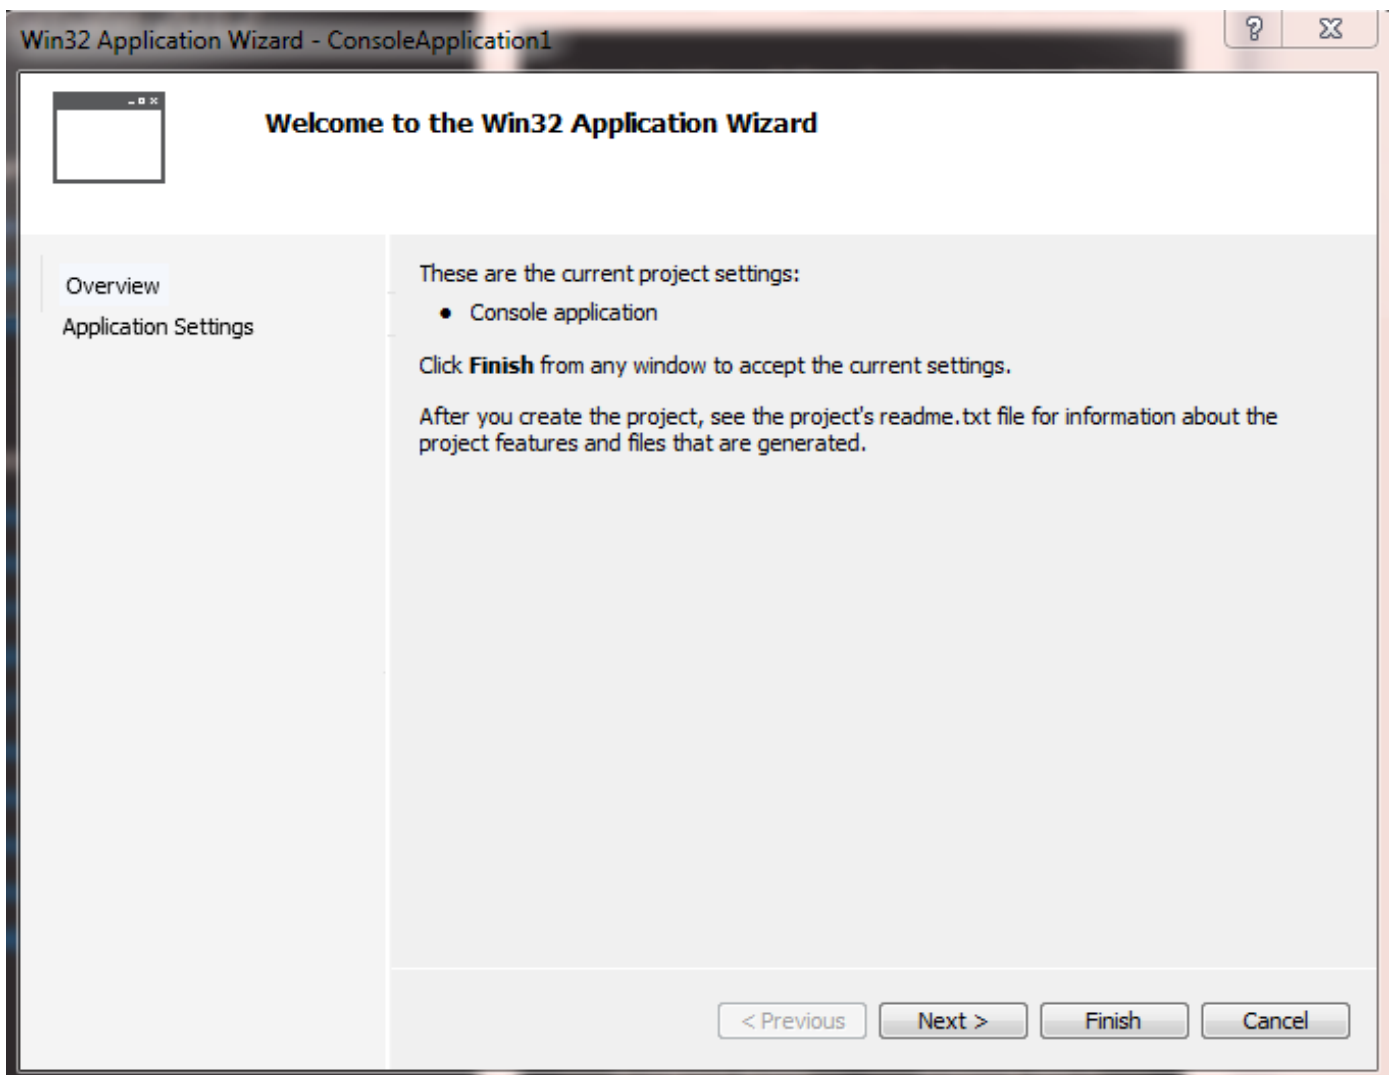 Win32 Application Wizard - ConsoleApplication1
Welcome to the Win32 Application Wizard
Overview
Application Settings
These are the current project settings:
• Console application
Click Finish from any window to accept the current settings.
After you create the project, see the project's readme.txt file for information about the
project features and files that are generated.
< Previous
Next >
Finish
Cancel